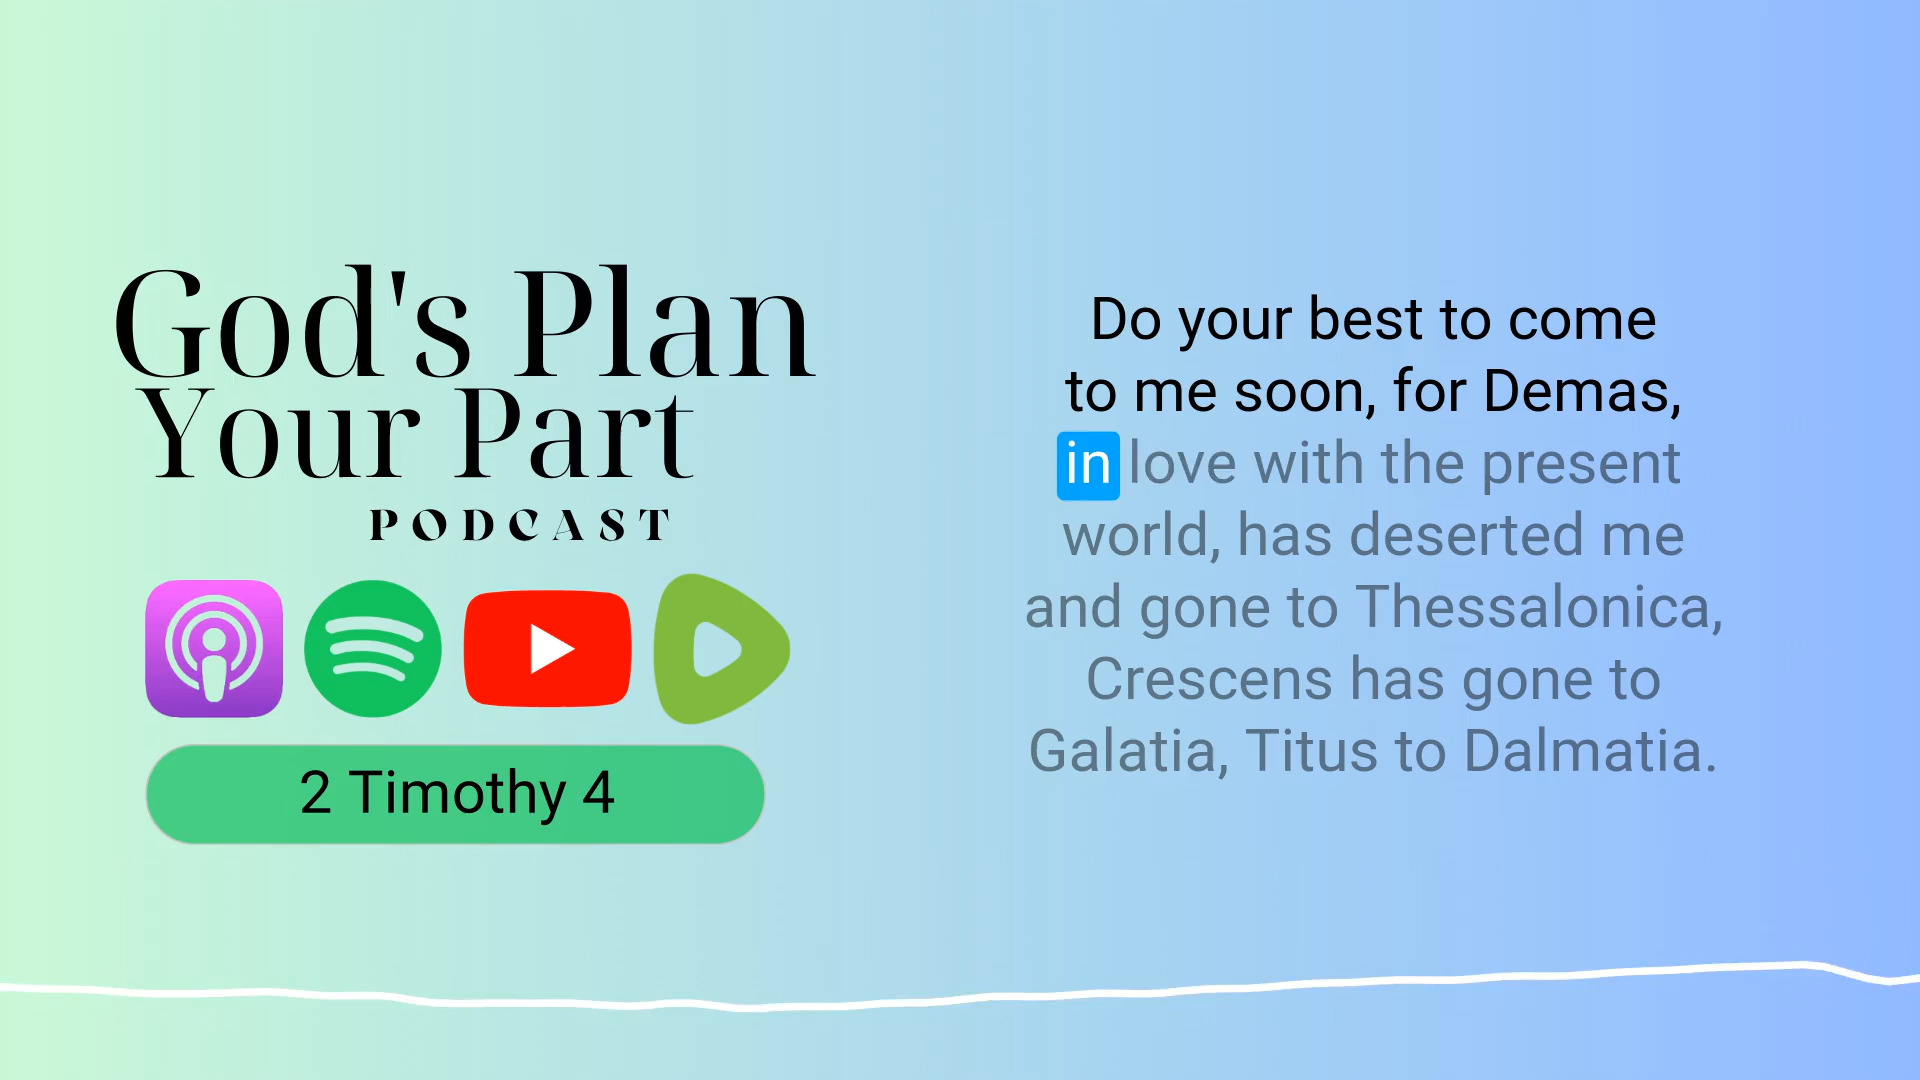 God's Plan
Your Part
PODCAST
2 Timothy 4
Do your best to come
to me soon, for Demas,
in love with the present
world, has deserted me
and gone to Thessalonica,
Crescens has gone to
Galatia, Titus to Dalmatia.